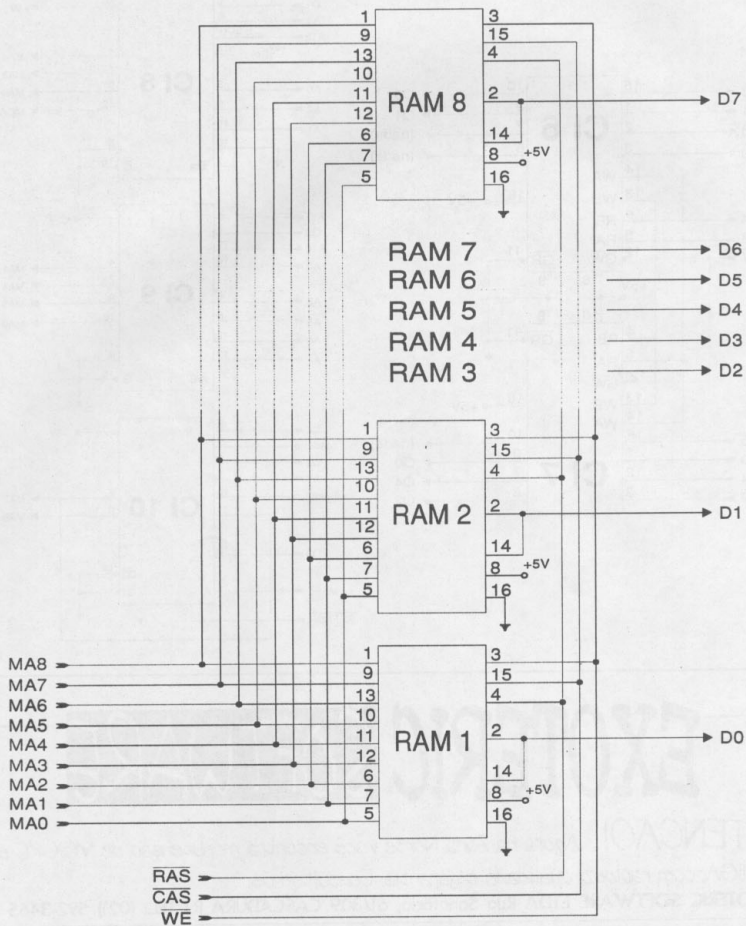 1 3
9 15
13 4
10
11 RAM 8 2 D7
12
6 14
7 8 +5V
5 16
RAM 7 D6
RAM 6 D5
RAM 5 D4
RAM 4 D3
RAM 3 D2
1 3
9 15
13 4
10
11 RAM 2 2 D1
12
6 14
7 8 +5V
5 16
MA8 1 3
MA7 9 15
MA6 13 4
MA5 10
MA4 11 RAM 1 2 D0
MA3 12
MA2 6 14
MA1 7 8 +5V
MA0 5 16
RAS
CAS
WE